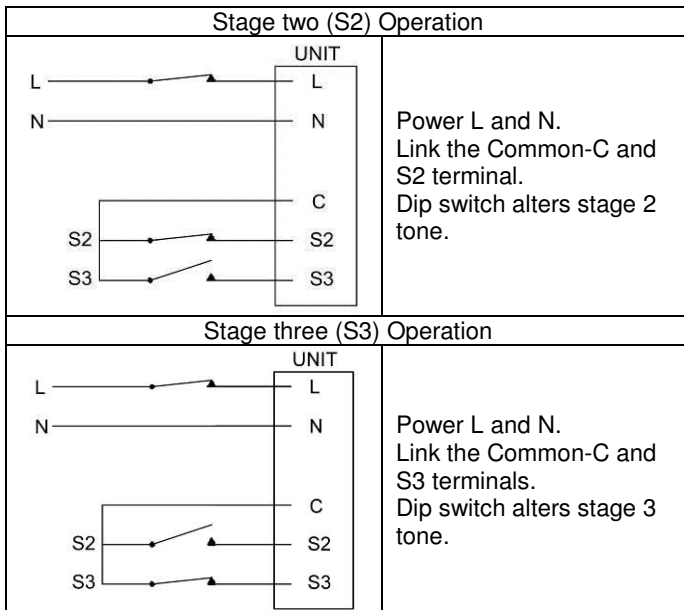 Stage two (S2) Operation
UNIT
L L
N N
C
S2 S2
S3 S3
Power L and N.
Link the Common-C and
S2 terminal.
Dip switch alters stage 2
tone.
Stage three (S3) Operation
UNIT
L L
N N
C
S2 S2
S3 S3
Power L and N.
Link the Common-C and
S3 terminals.
Dip switch alters stage 3
tone.